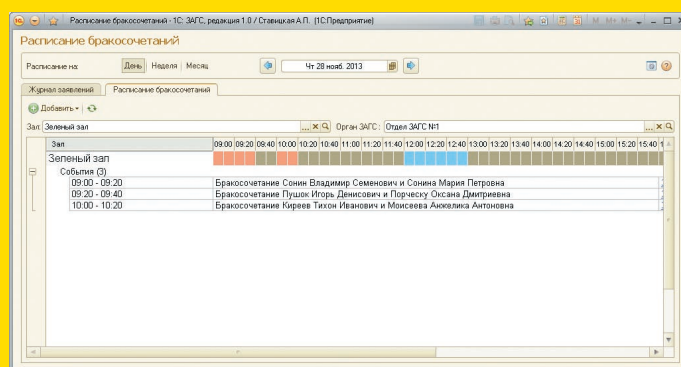 Расписание бракосочетаний - 1С: ЗАГС, редакция 1.0 / Ставицкая А.П. (1С:Предприятие)
M M+ M-
Расписание бракосочетаний
Расписание на: День Неделя Месяц Чт 28 нояб. 2013
Журнал заявлений Расписание бракосочетаний
Добавить
Зал: Зеленый зал ... Орган ЗАГС: Отдел ЗАГС №1 ...
Зал 09:00 09:20 09:40 10:00 10:20 10:40 11:00 11:20 11:40 12:00 12:20 12:40 13:00 13:20 13:40 14:00 14:20 14:40 15:00 15:20 15:40
Зеленый зал
События (3)
09:00 - 09:20 Бракосочетание Сонин Владимир Семенович и Сонина Мария Петровна
09:20 - 09:40 Бракосочетание Пушок Игорь Денисович и Порческу Оксана Дмитриевна
10:00 - 10:20 Бракосочетание Киреев Тихон Иванович и Моисеева Анжелика Антоновна